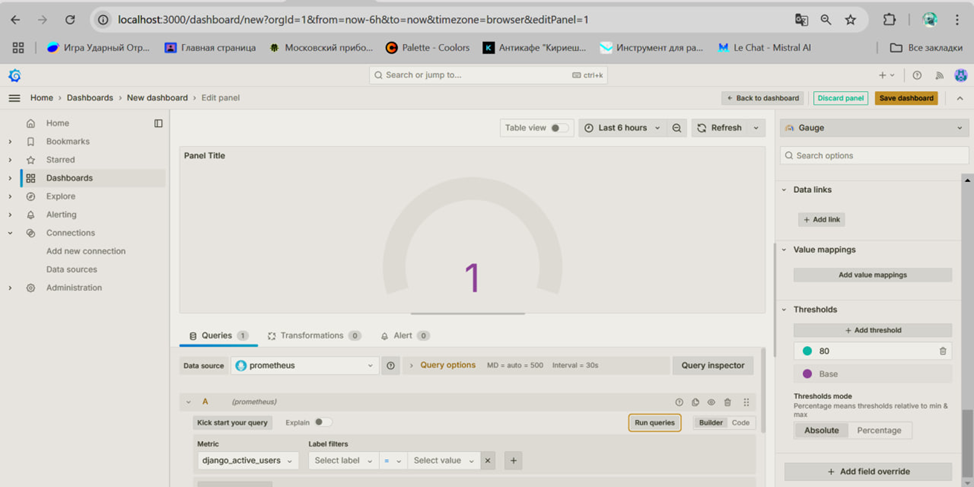 localhost:3000/dashboard/new?orgId=1&from=now-6h&to=now&timezone=browser&editPanel=1
Игра Ударный Отр...
Главная страница
Московский прибо...
Palette - Coolors
Антикафе "Кириеш...
Инструмент для ра...
Le Chat - Mistral AI
Все закладки
Search or jump to...
ctrl+k
Home
Dashboards
New dashboard
Edit panel
Back to dashboard
Discard panel
Save dashboard
Home
Bookmarks
Starred
Dashboards
Explore
Alerting
Connections
Add new connection
Data sources
Administration
Table view
Last 6 hours
Refresh
Panel Title
1
Queries 1
Transformations 0
Alert 0
Data source
prometheus
Query options
MD = auto = 500
Interval = 30s
Query inspector
A
(prometheus)
Kick start your query
Explain
Run queries
Builder
Code
Metric
Label filters
django_active_users
Select label
=
Select value
Gauge
Search options
Data links
+ Add link
Value mappings
Add value mappings
Thresholds
+ Add threshold
80
Base
Thresholds mode
Percentage means thresholds relative to min &
max
Absolute
Percentage
+ Add field override